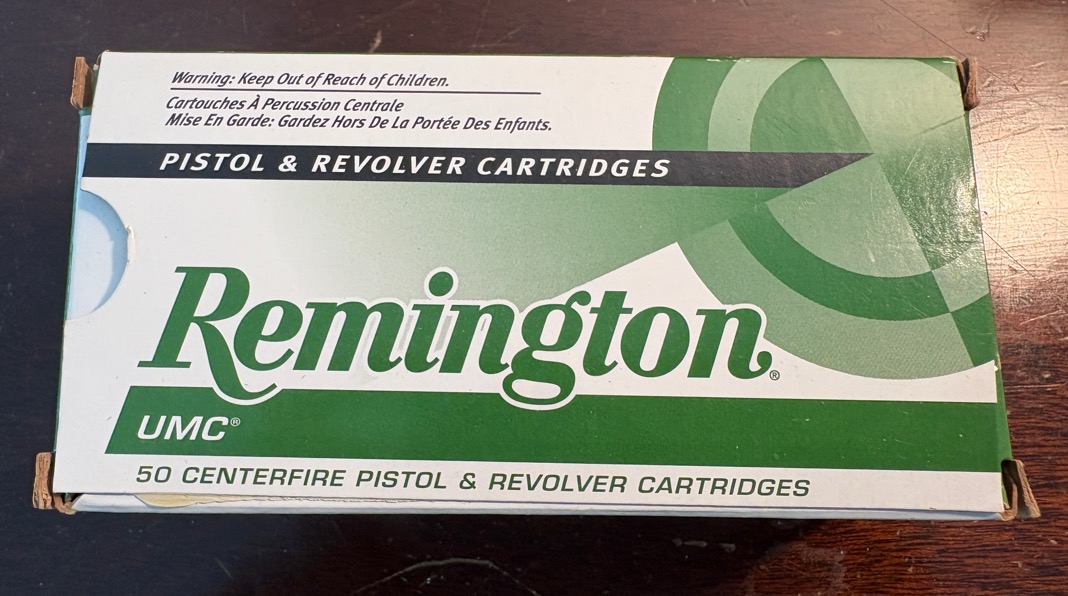 Warning: Keep Out of Reach of Children.
Cartouches À Percussion Centrale
Mise En Garde: Gardez Hors De La Portée Des Enfants.
PISTOL & REVOLVER CARTRIDGES
Remington®
UMC®
50 CENTERFIRE PISTOL & REVOLVER CARTRIDGES